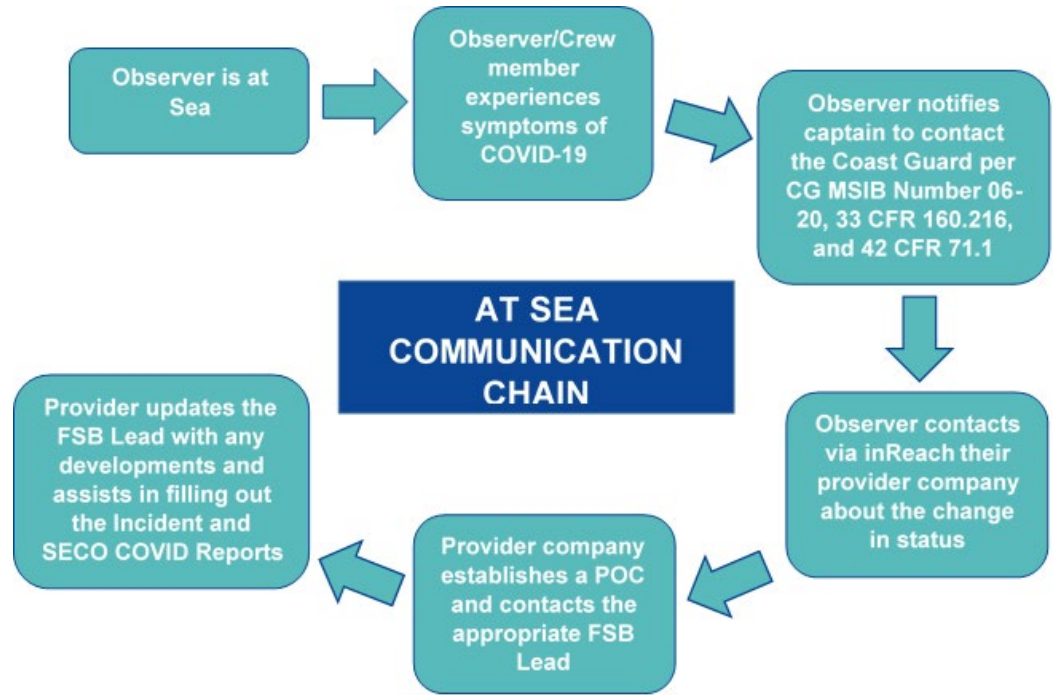 Observer is at
Sea
Observer/Crew
member
experiences
symptoms of
COVID-19
Observer notifies
captain to contact
the Coast Guard per
CG MSIB Number 06-
20, 33 CFR 160.216,
and 42 CFR 71.1
AT SEA
COMMUNICATION
CHAIN
Observer contacts
via inReach their
provider company
about the change
in status
Provider company
establishes a POC
and contacts the
appropriate FSB
Lead
Provider updates the
FSB Lead with any
developments and
assists in filling out
the Incident and
SECO COVID Reports